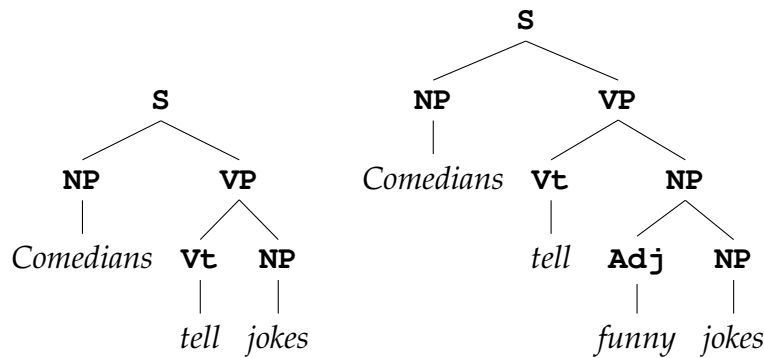 S
NP VP
Comedians Vt NP
tell jokes
S
NP VP
Comedians Vt NP
tell Adj NP
funny jokes